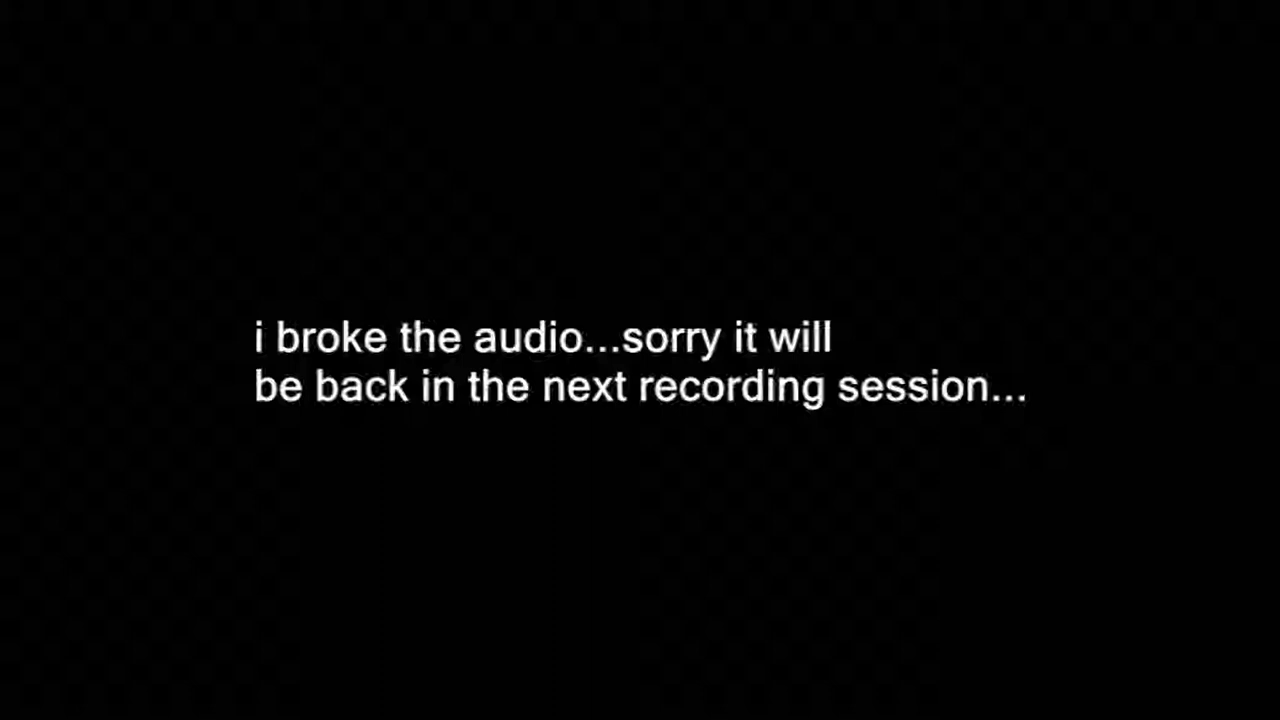 i broke the audio...sorry it will
be back in the next recording session...